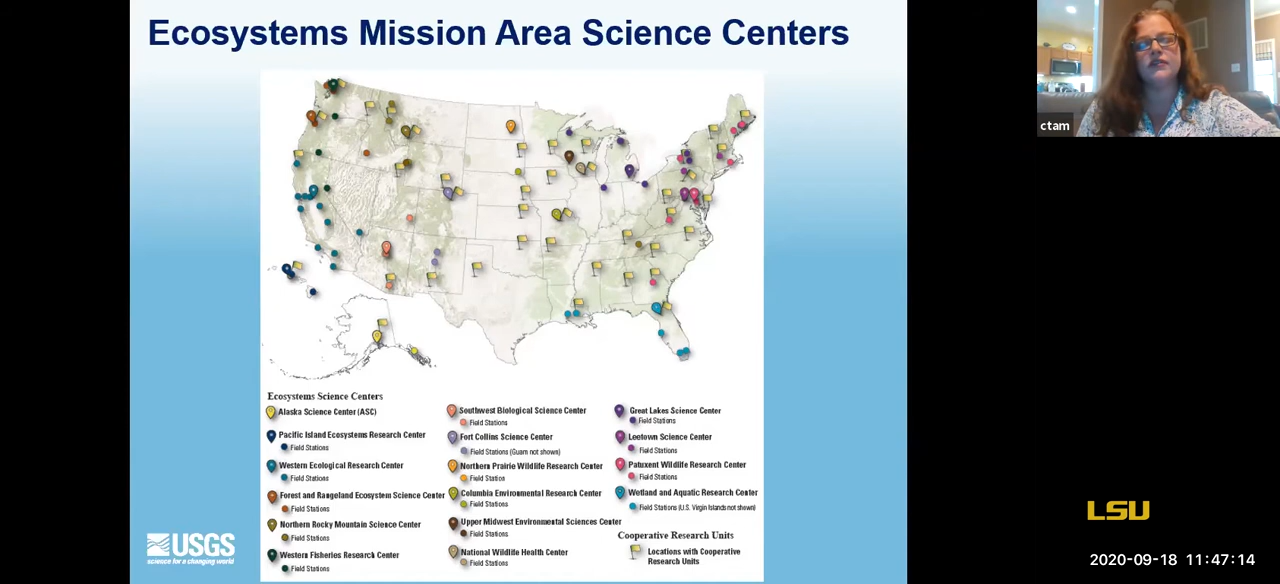 Ecosystems Mission Area Science Centers
ctam
Ecosystems Science Centers
Alaska Science Center (ASC)
Pacific Island Ecosystems Research Center
Field Stations
Western Ecological Research Center
Field Stations
Forest and Rangeland Ecosystem Science Center
Field Stations
Northern Rocky Mountain Science Center
Field Stations
Western Fisheries Research Center
Field Stations
Southwest Biological Science Center
Field Stations
Fort Collins Science Center
Field Stations (Guam not shown)
Northern Prairie Wildlife Research Center
Field Station
Columbia Environmental Research Center
Field Stations
Upper Midwest Environmental Sciences Center
Field Stations
National Wildlife Health Center
Field Stations
Great Lakes Science Center
Field Stations
Leetown Science Center
Field Stations
Patuxent Wildlife Research Center
Field Stations
Wetland and Aquatic Research Center
Field Stations (U.S. Virgin Islands not shown)
Cooperative Research Units
Locations with Cooperative
Research Units
USGS
science for a changing world
LSU
2020-09-18 11:47:14